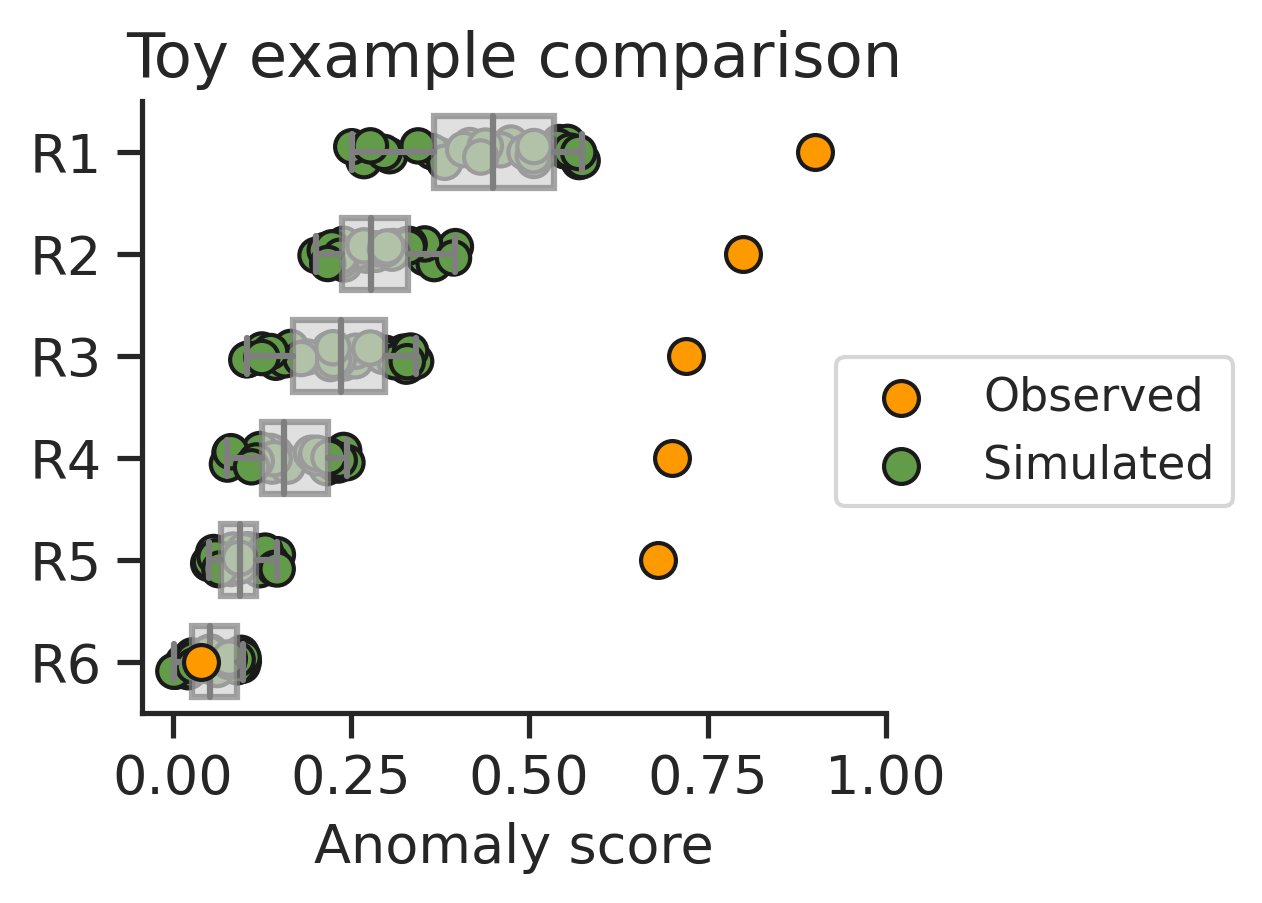 Toy example comparison
R1
R2
R3
R4
R5
R6
Observed
Simulated
0.00 0.25 0.50 0.75 1.00
Anomaly score